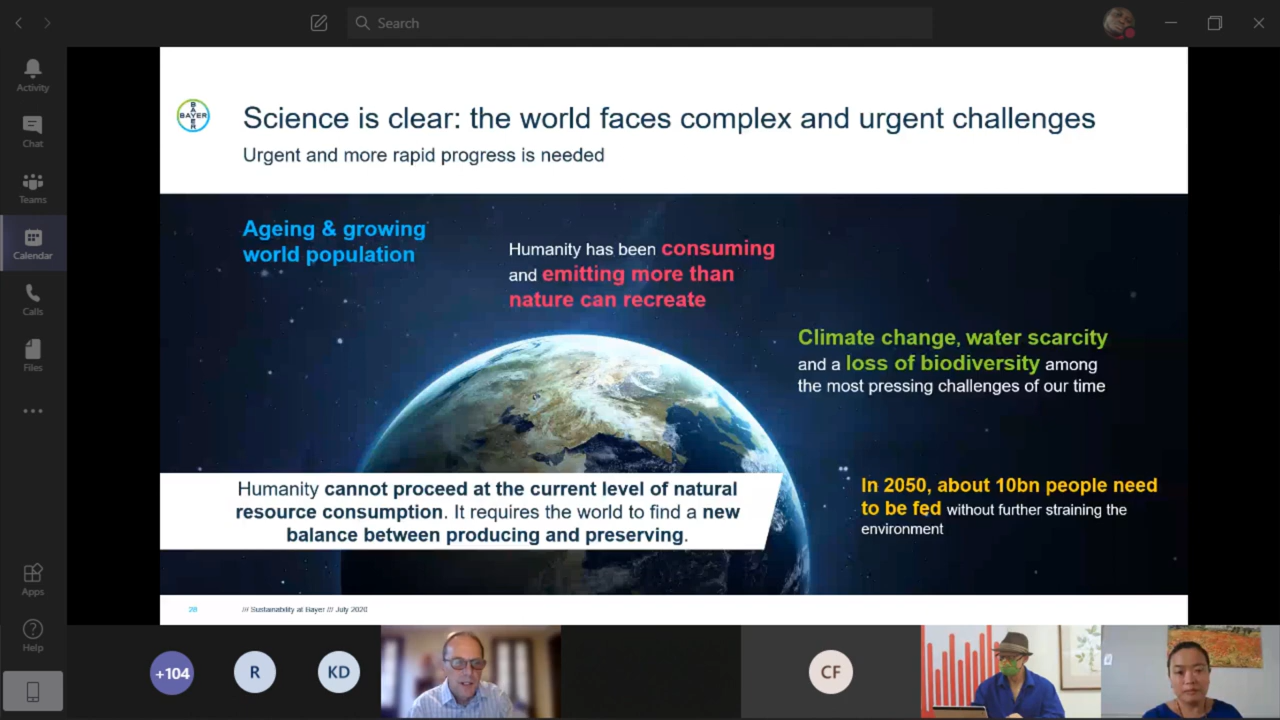 Search
Activity
Chat
Teams
Calendar
Calls
Files
Apps
Help
BAYER
BAYER
Science is clear: the world faces complex and urgent challenges
Urgent and more rapid progress is needed
Ageing & growing
world population
Humanity has been consuming
and emitting more than
nature can recreate
Climate change, water scarcity
and a loss of biodiversity among
the most pressing challenges of our time
Humanity cannot proceed at the current level of natural
resource consumption. It requires the world to find a new
balance between producing and preserving.
In 2050, about 10bn people need
to be fed without further straining the
environment
28
/// Sustainability at Bayer /// July 2020
+104
R
KD
CF